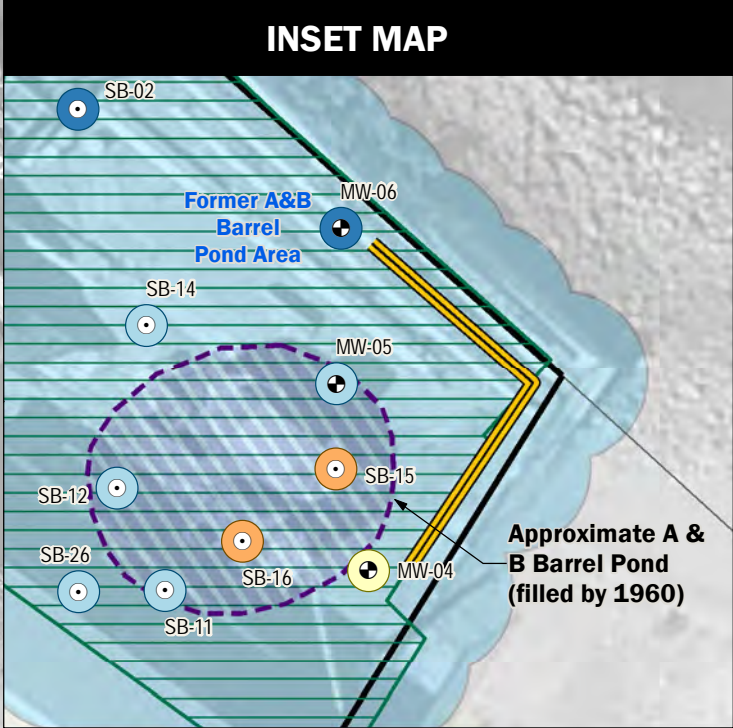 INSET MAP
SB-02
MW-06
Former A&B
Barrel
Pond Area
SB-14
MW-05
SB-15
SB-12
Approximate A &
B Barrel Pond
(filled by 1960)
SB-26
SB-16
MW-04
SB-11